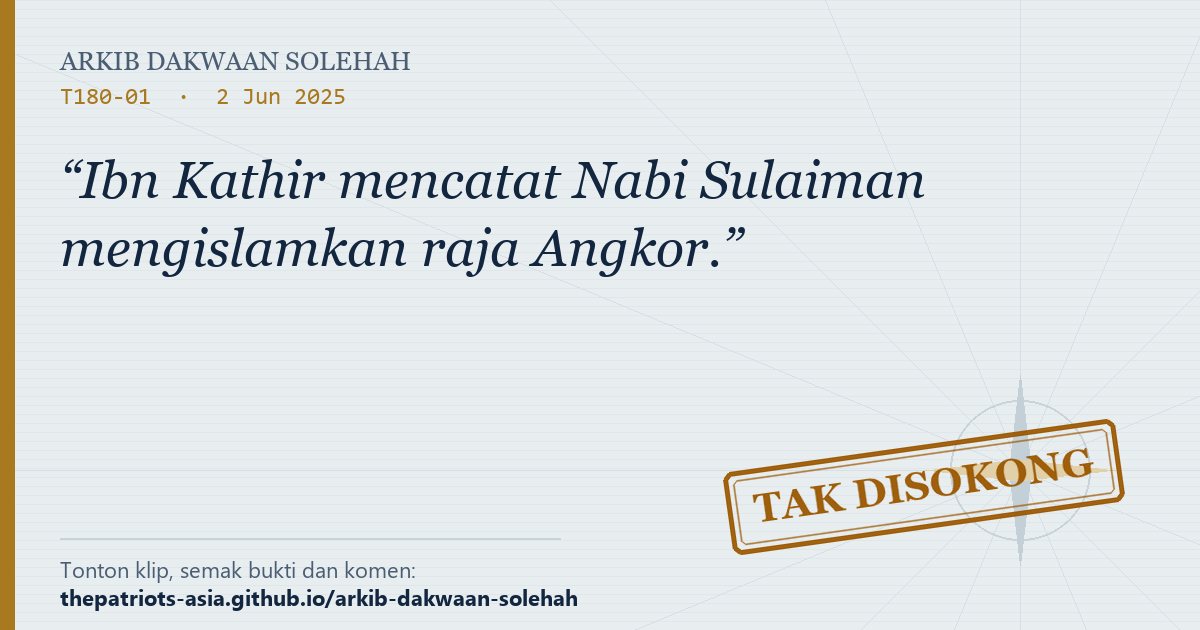 ARKIB DAKWAAN SOLEHAH
T180-01 · 2 Jun 2025
“Ibn Kathir mencatat Nabi Sulaiman
mengislamkan raja Angkor.”
TAK DISOKONG
Tonton klip, semak bukti dan komen:
thepatriots-asia.github.io/arkib-dakwaan-solehah